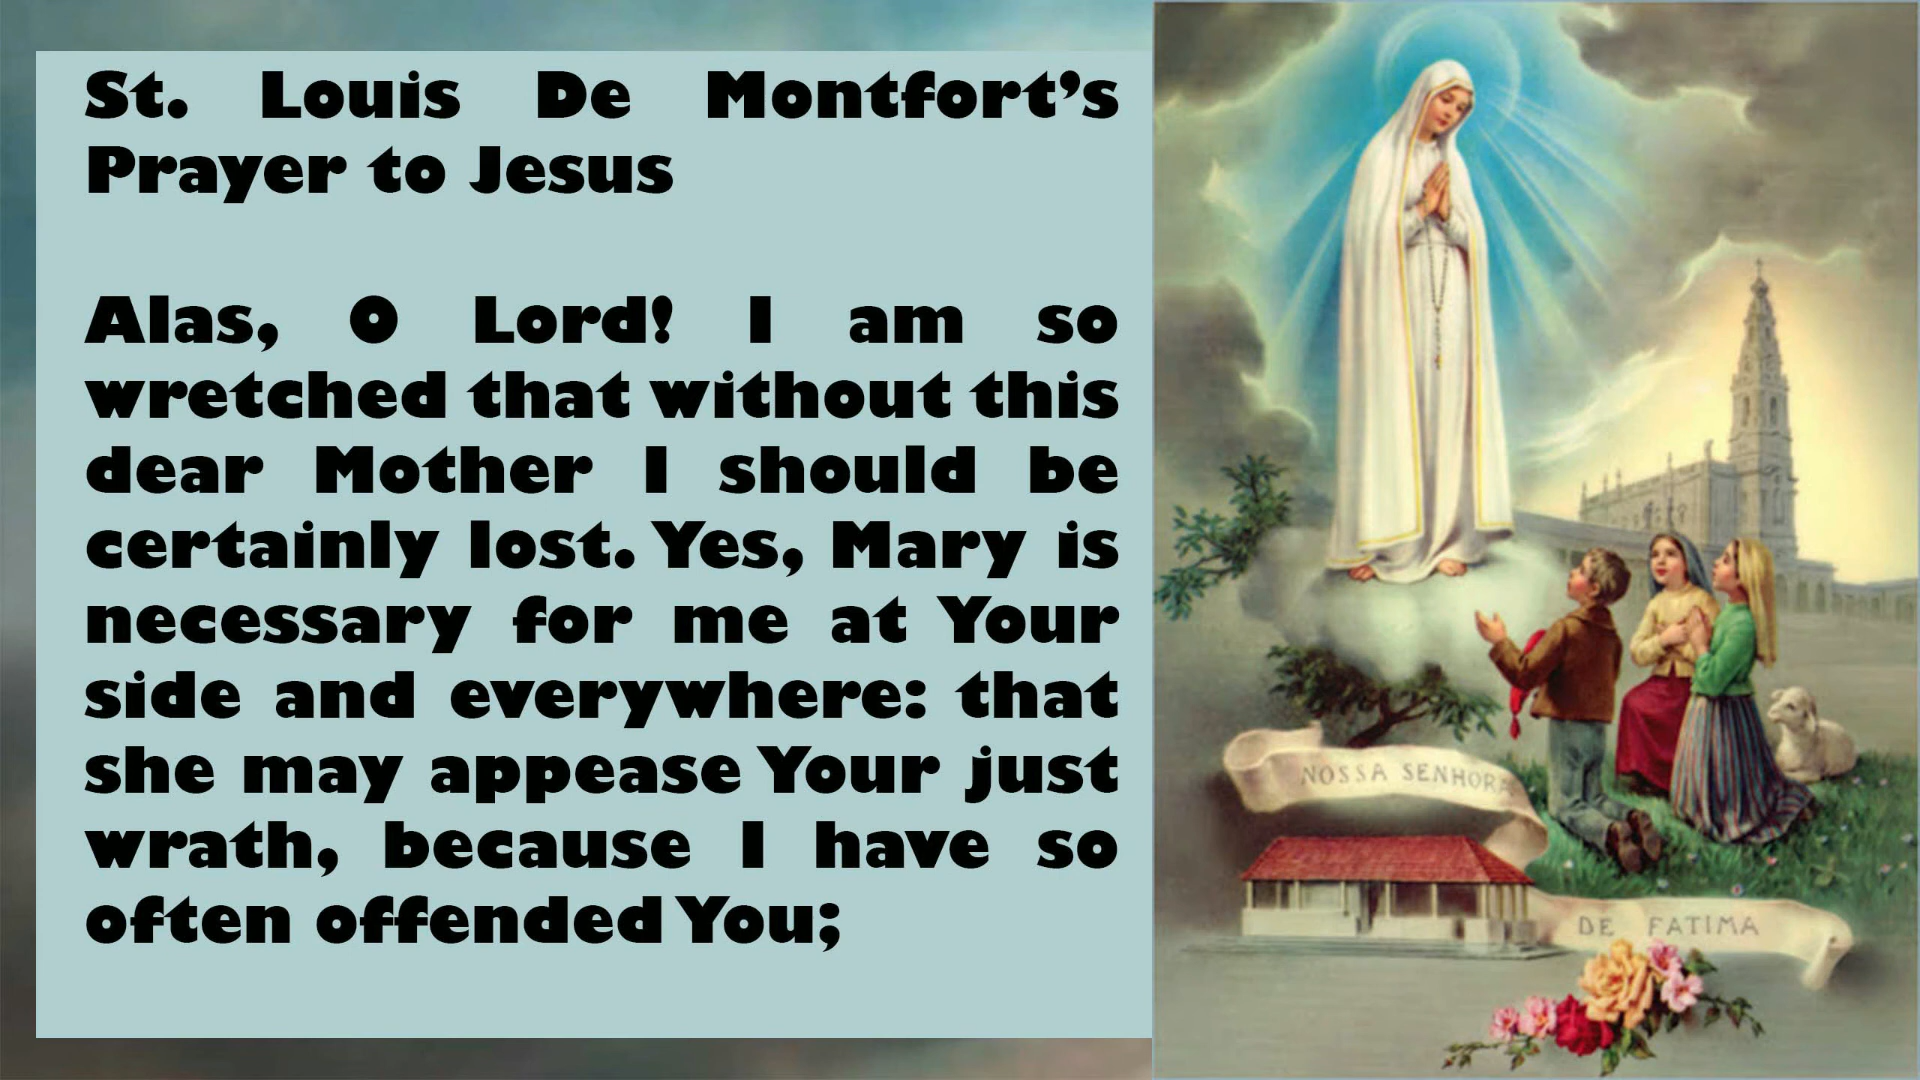 St. Louis De Montfort's
Prayer to Jesus
Alas, O Lord! I am so
wretched that without this
dear Mother I should be
certainly lost. Yes, Mary is
necessary for me at Your
side and everywhere: that
she may appease Your just
wrath, because I have so
often offended You;
NOSSA SENHORA
DE FATIMA